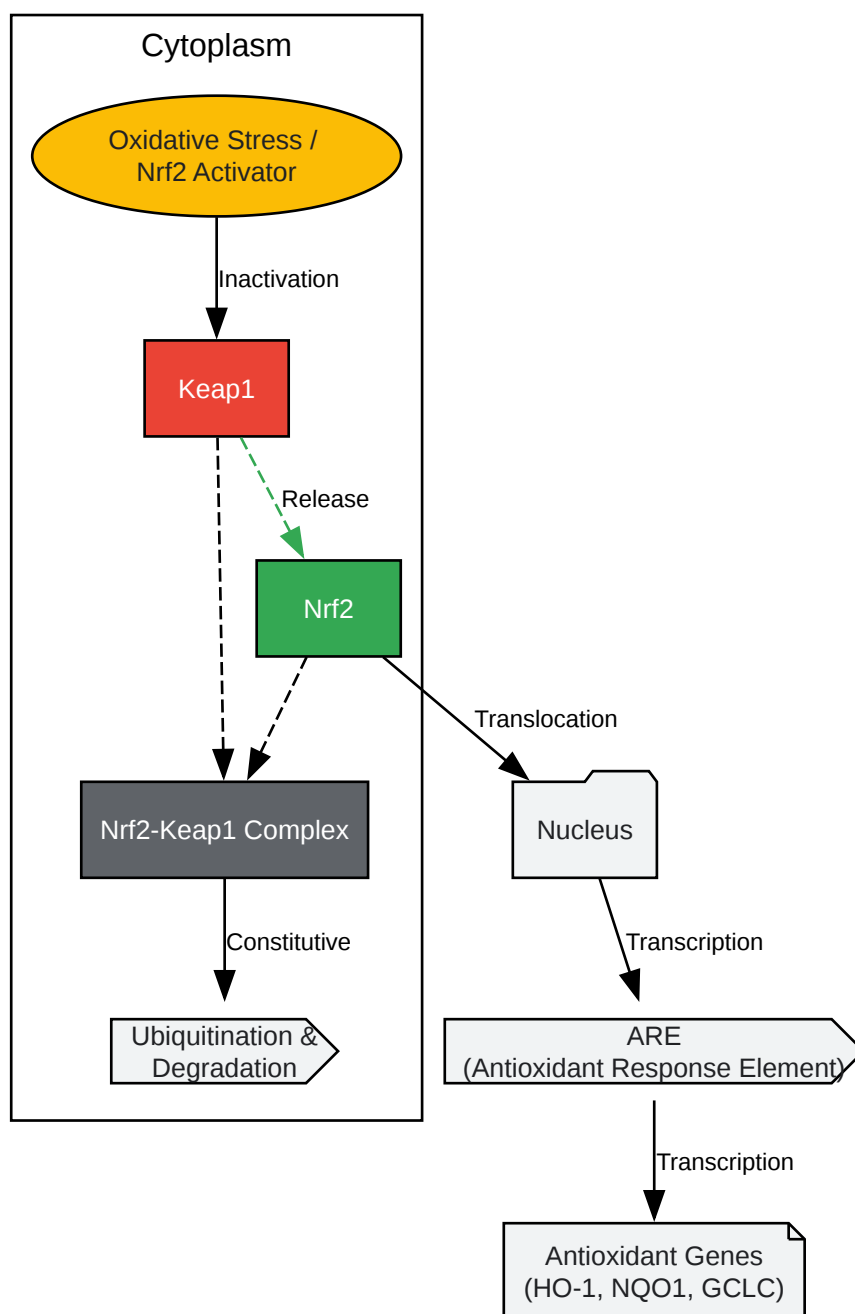 Cytoplasm
Oxidative Stress /
Nrf2 Activator
Inactivation
Keap1
Release
Nrf2
Translocation
Nrf2-Keap1 Complex
Nucleus
Constitutive
Transcription
Ubiquitination &
Degradation
ARE
(Antioxidant Response Element)
Transcription
Antioxidant Genes
(HO-1, NQO1, GCLC)